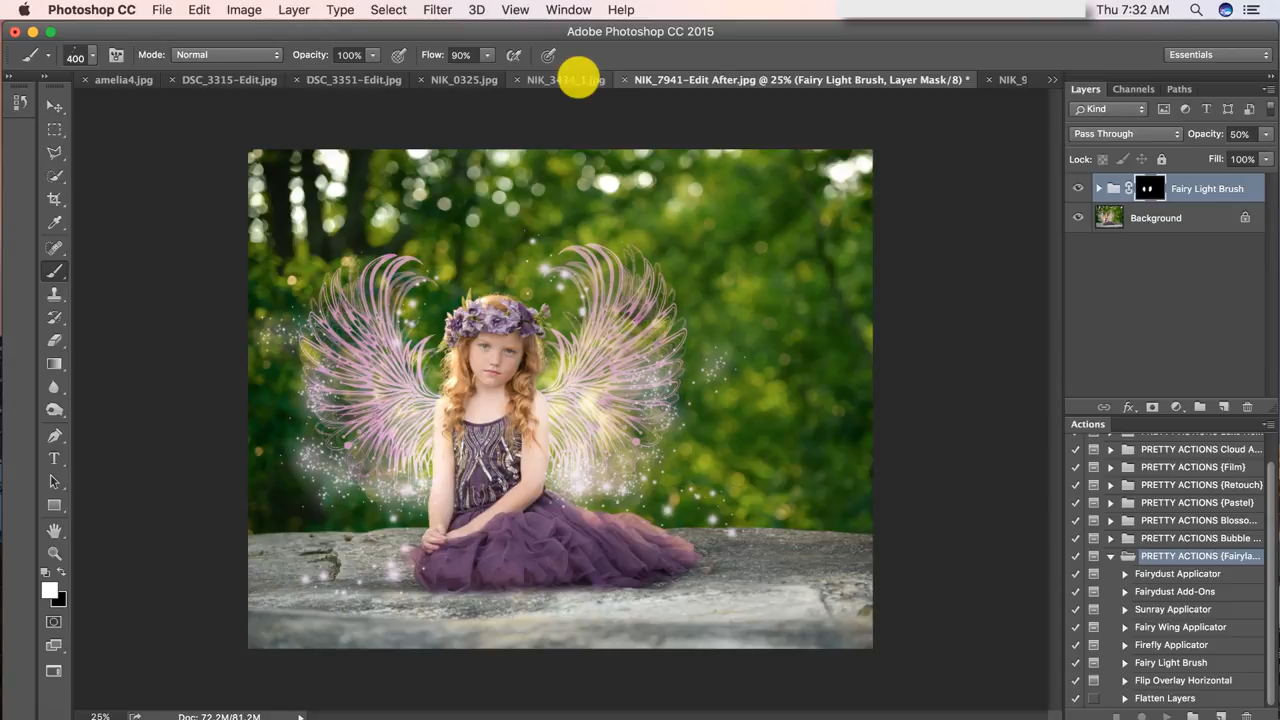 Photoshop CC File Edit Image Layer Type Select Filter 3D View Window Help Thu 7:32 AM
Adobe Photoshop CC 2015
400 Mode: Normal Opacity: 100% Flow: 90% Essentials
amelia4.jpg DSC_3315-Edit.jpg DSC_3351-Edit.jpg NIK_0325.jpg NIK_7941-Edit After.jpg @ 25% (Fairy Light Brush, Layer Mask/8) * NIK_9
Layers Channels Paths
Kind
Pass Through Opacity: 50%
Lock: Fill: 100%
Fairy Light Brush
Background
fx
Actions
PRETTY ACTIONS Cloud A...
PRETTY ACTIONS {Film}
PRETTY ACTIONS {Retouch}
PRETTY ACTIONS {Pastel}
PRETTY ACTIONS Blosso...
PRETTY ACTIONS Bubble ...
PRETTY ACTIONS {Fairyla...
Fairydust Applicator
Fairydust Add-Ons
Sunray Applicator
Fairy Wing Applicator
Firefly Applicator
Fairy Light Brush
Flip Overlay Horizontal
Flatten Layers
25% Doc: 72.2M/81.2M